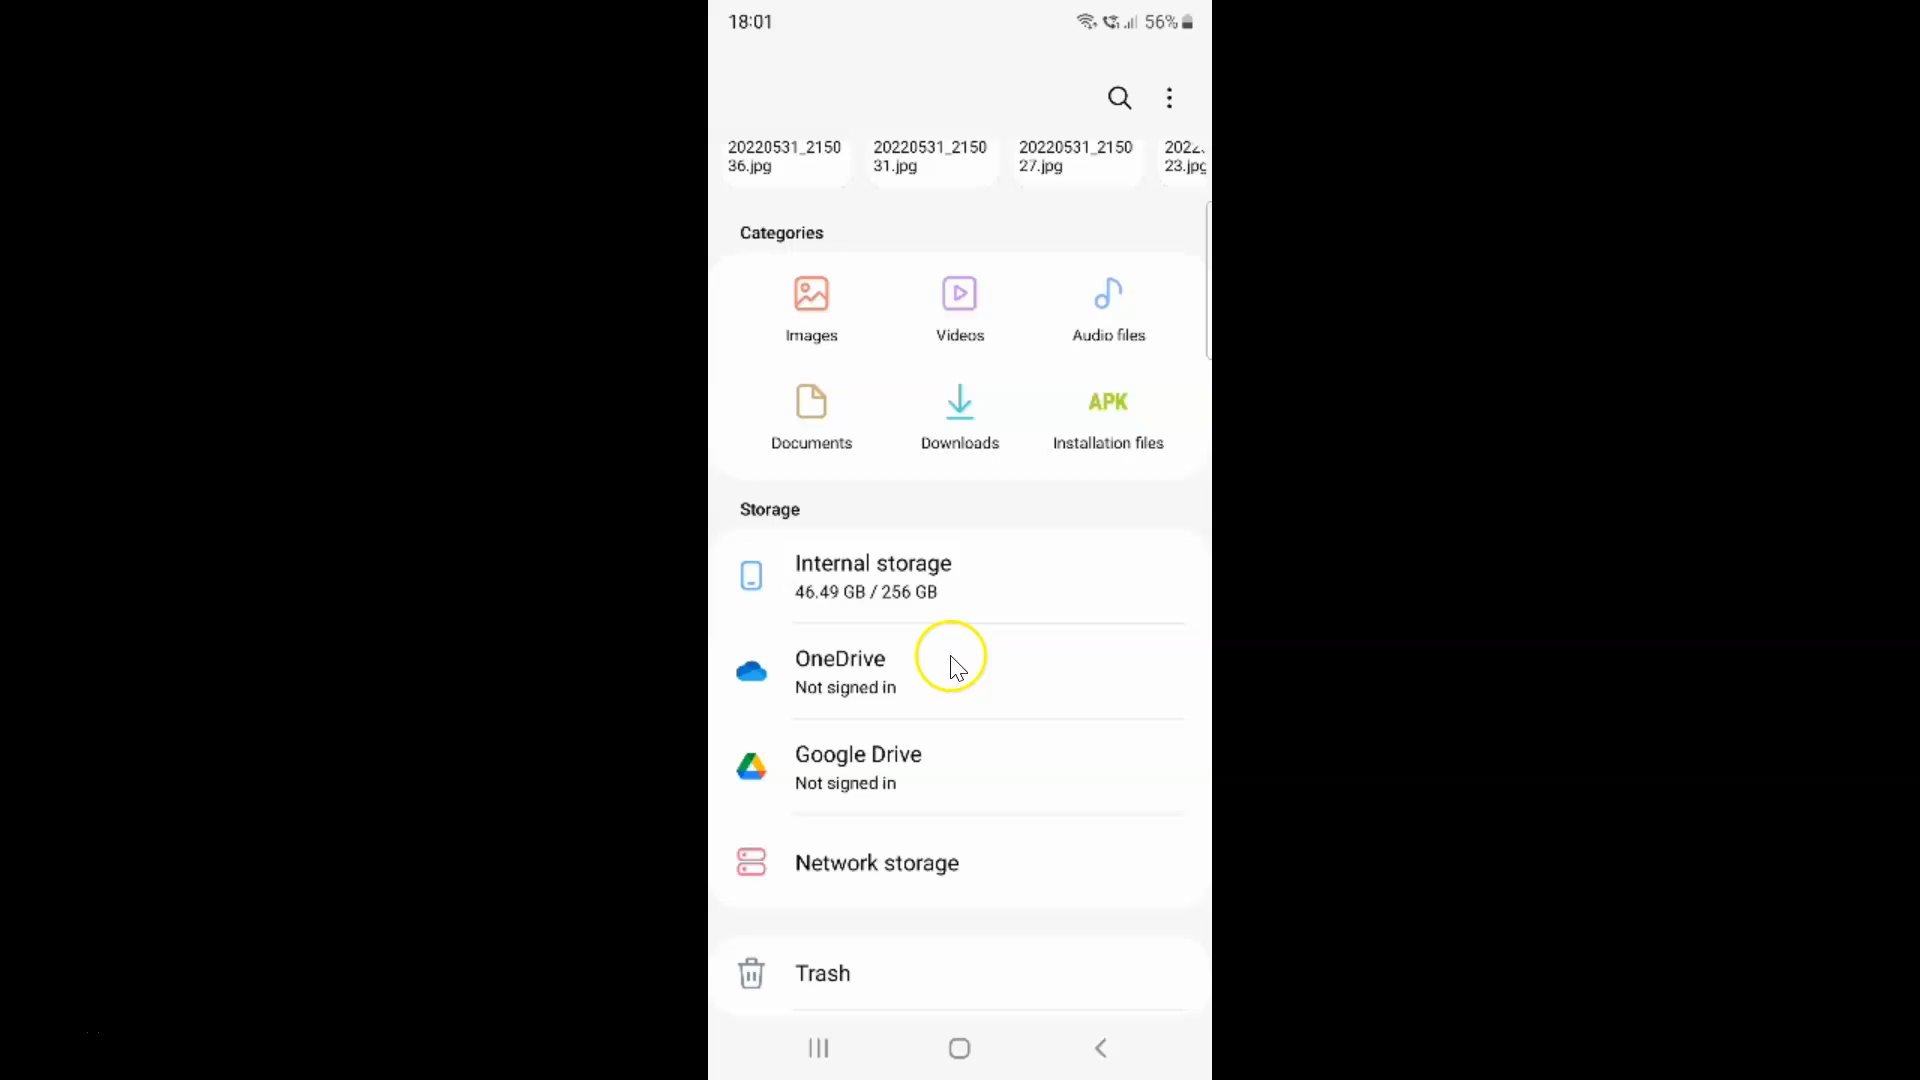 18:01
56%
20220531_2150 20220531_2150 20220531_2150
36.jpg 31.jpg 27.jpg 23.jpg
Categories
Images Videos Audio files
APK
Documents Downloads Installation files
Storage
Internal storage
46.49 GB / 256 GB
OneDrive
Not signed in
Google Drive
Not signed in
Network storage
Trash